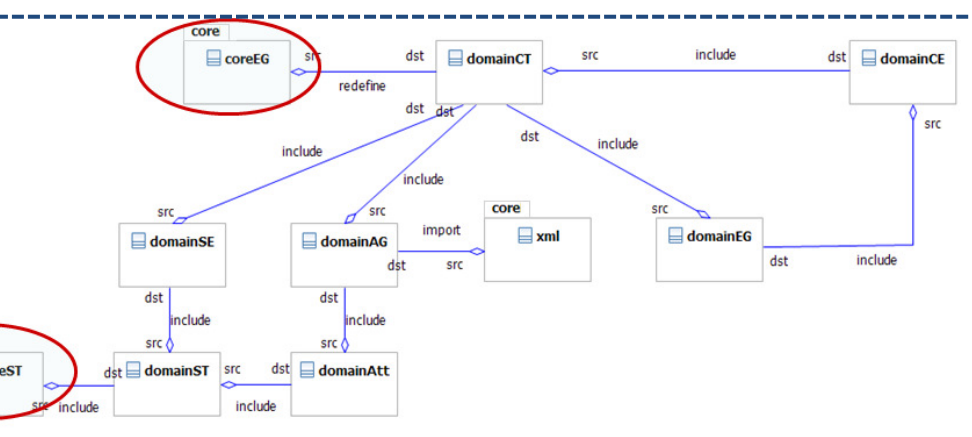 core
coreEG
src
dst
domainCT
src
include
dst
domainCE
redefine
dst
dst
src
dst
include
include
include
src
src
core
src
domainSE
domainAG
import
xml
domainEG
dst
src
dst
include
dst
dst
include
include
src
src
eST
dst
domainST
src
dst
domainAtt
src
include
include